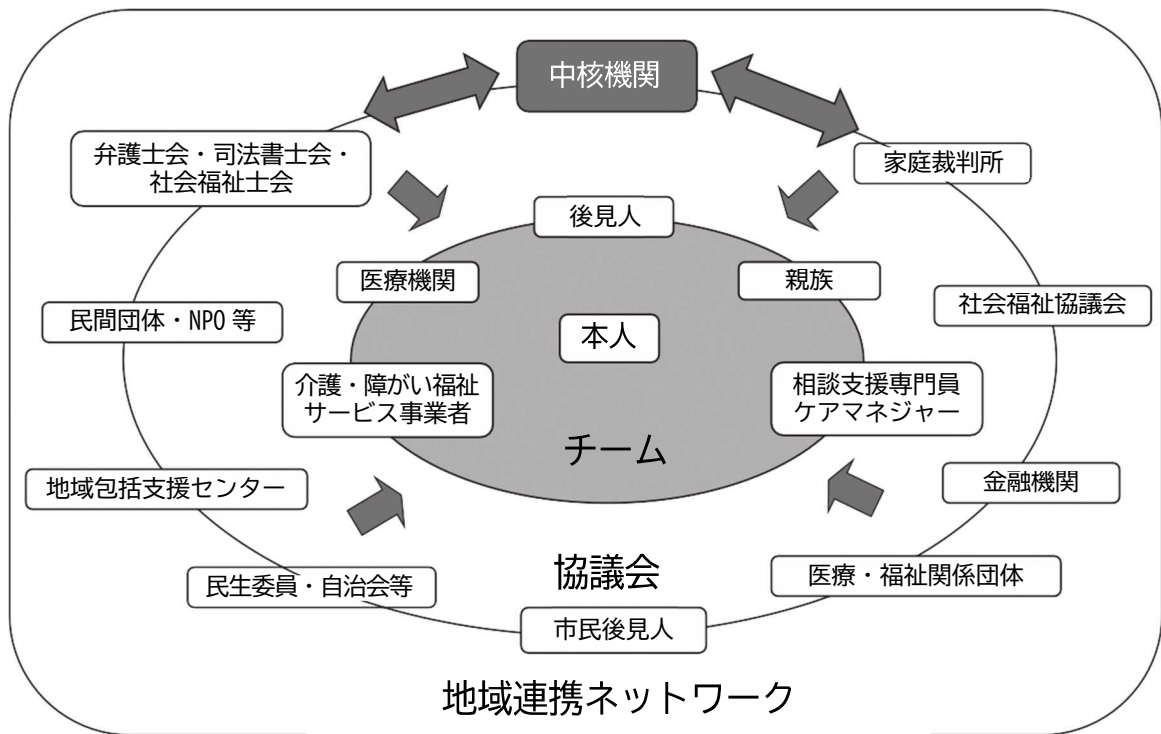 中核機関
弁護士会・司法書士会・
社会福祉士会
家庭裁判所
後見人
医療機関
親族
社会福祉協議会
民間団体・NPO 等
本人
介護・障がい福祉
サービス事業者
相談支援専門員
ケアマネジャー
チーム
地域包括支援センター
金融機関
協議会
民生委員・自治会等
医療・福祉関係団体
市民後見人
地域連携ネットワーク